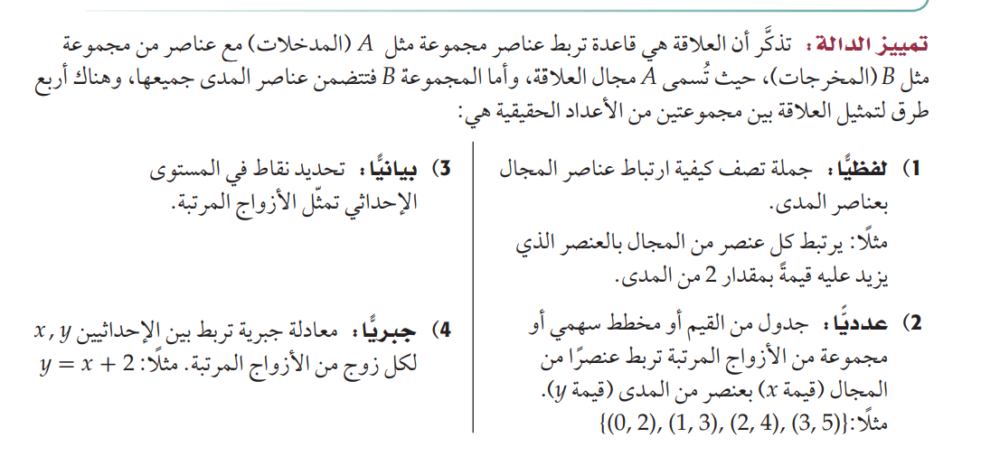 تمييز الدالة: تذكَّر أن العلاقة هي قاعدة تربط عناصر مجموعة مثل A (المدخلات) مع عناصر من مجموعة
مثل B (المخرجات)، حيث تُسمى A مجال العلاقة، وأما المجموعة B فتتضمن عناصر المدى جميعها، وهناك أربع
طرق لتمثيل العلاقة بين مجموعتين من الأعداد الحقيقية هي:
1) لفظيًّا: جملة تصف كيفية ارتباط عناصر المجال
بعناصر المدى.
مثلًا: يرتبط كل عنصر من المجال بالعنصر الذي
يزيد عليه قيمةً بمقدار 2 من المدى.
2) عدديًّا: جدول من القيم أو مخطط سهمي أو
مجموعة من الأزواج المرتبة تربط عنصرًا من
المجال (قيمة x) بعنصر من المدى (قيمة y).
مثلًا: {(0, 2), (1, 3), (2, 4), (3, 5)}
3) بيانيًّا: تحديد نقاط في المستوى
الإحداثي تمثّل الأزواج المرتبة.
4) جبريًّا: معادلة جبرية تربط بين الإحداثيين x , y
لكل زوج من الأزواج المرتبة. مثلًا: y = x + 2